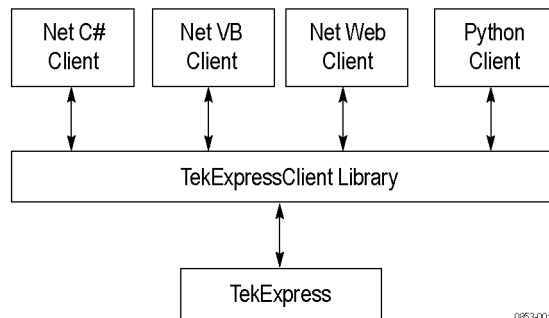 Net C#
Client
Net VB
Client
Net Web
Client
Python
Client
TekExpressClient Library
TekExpress